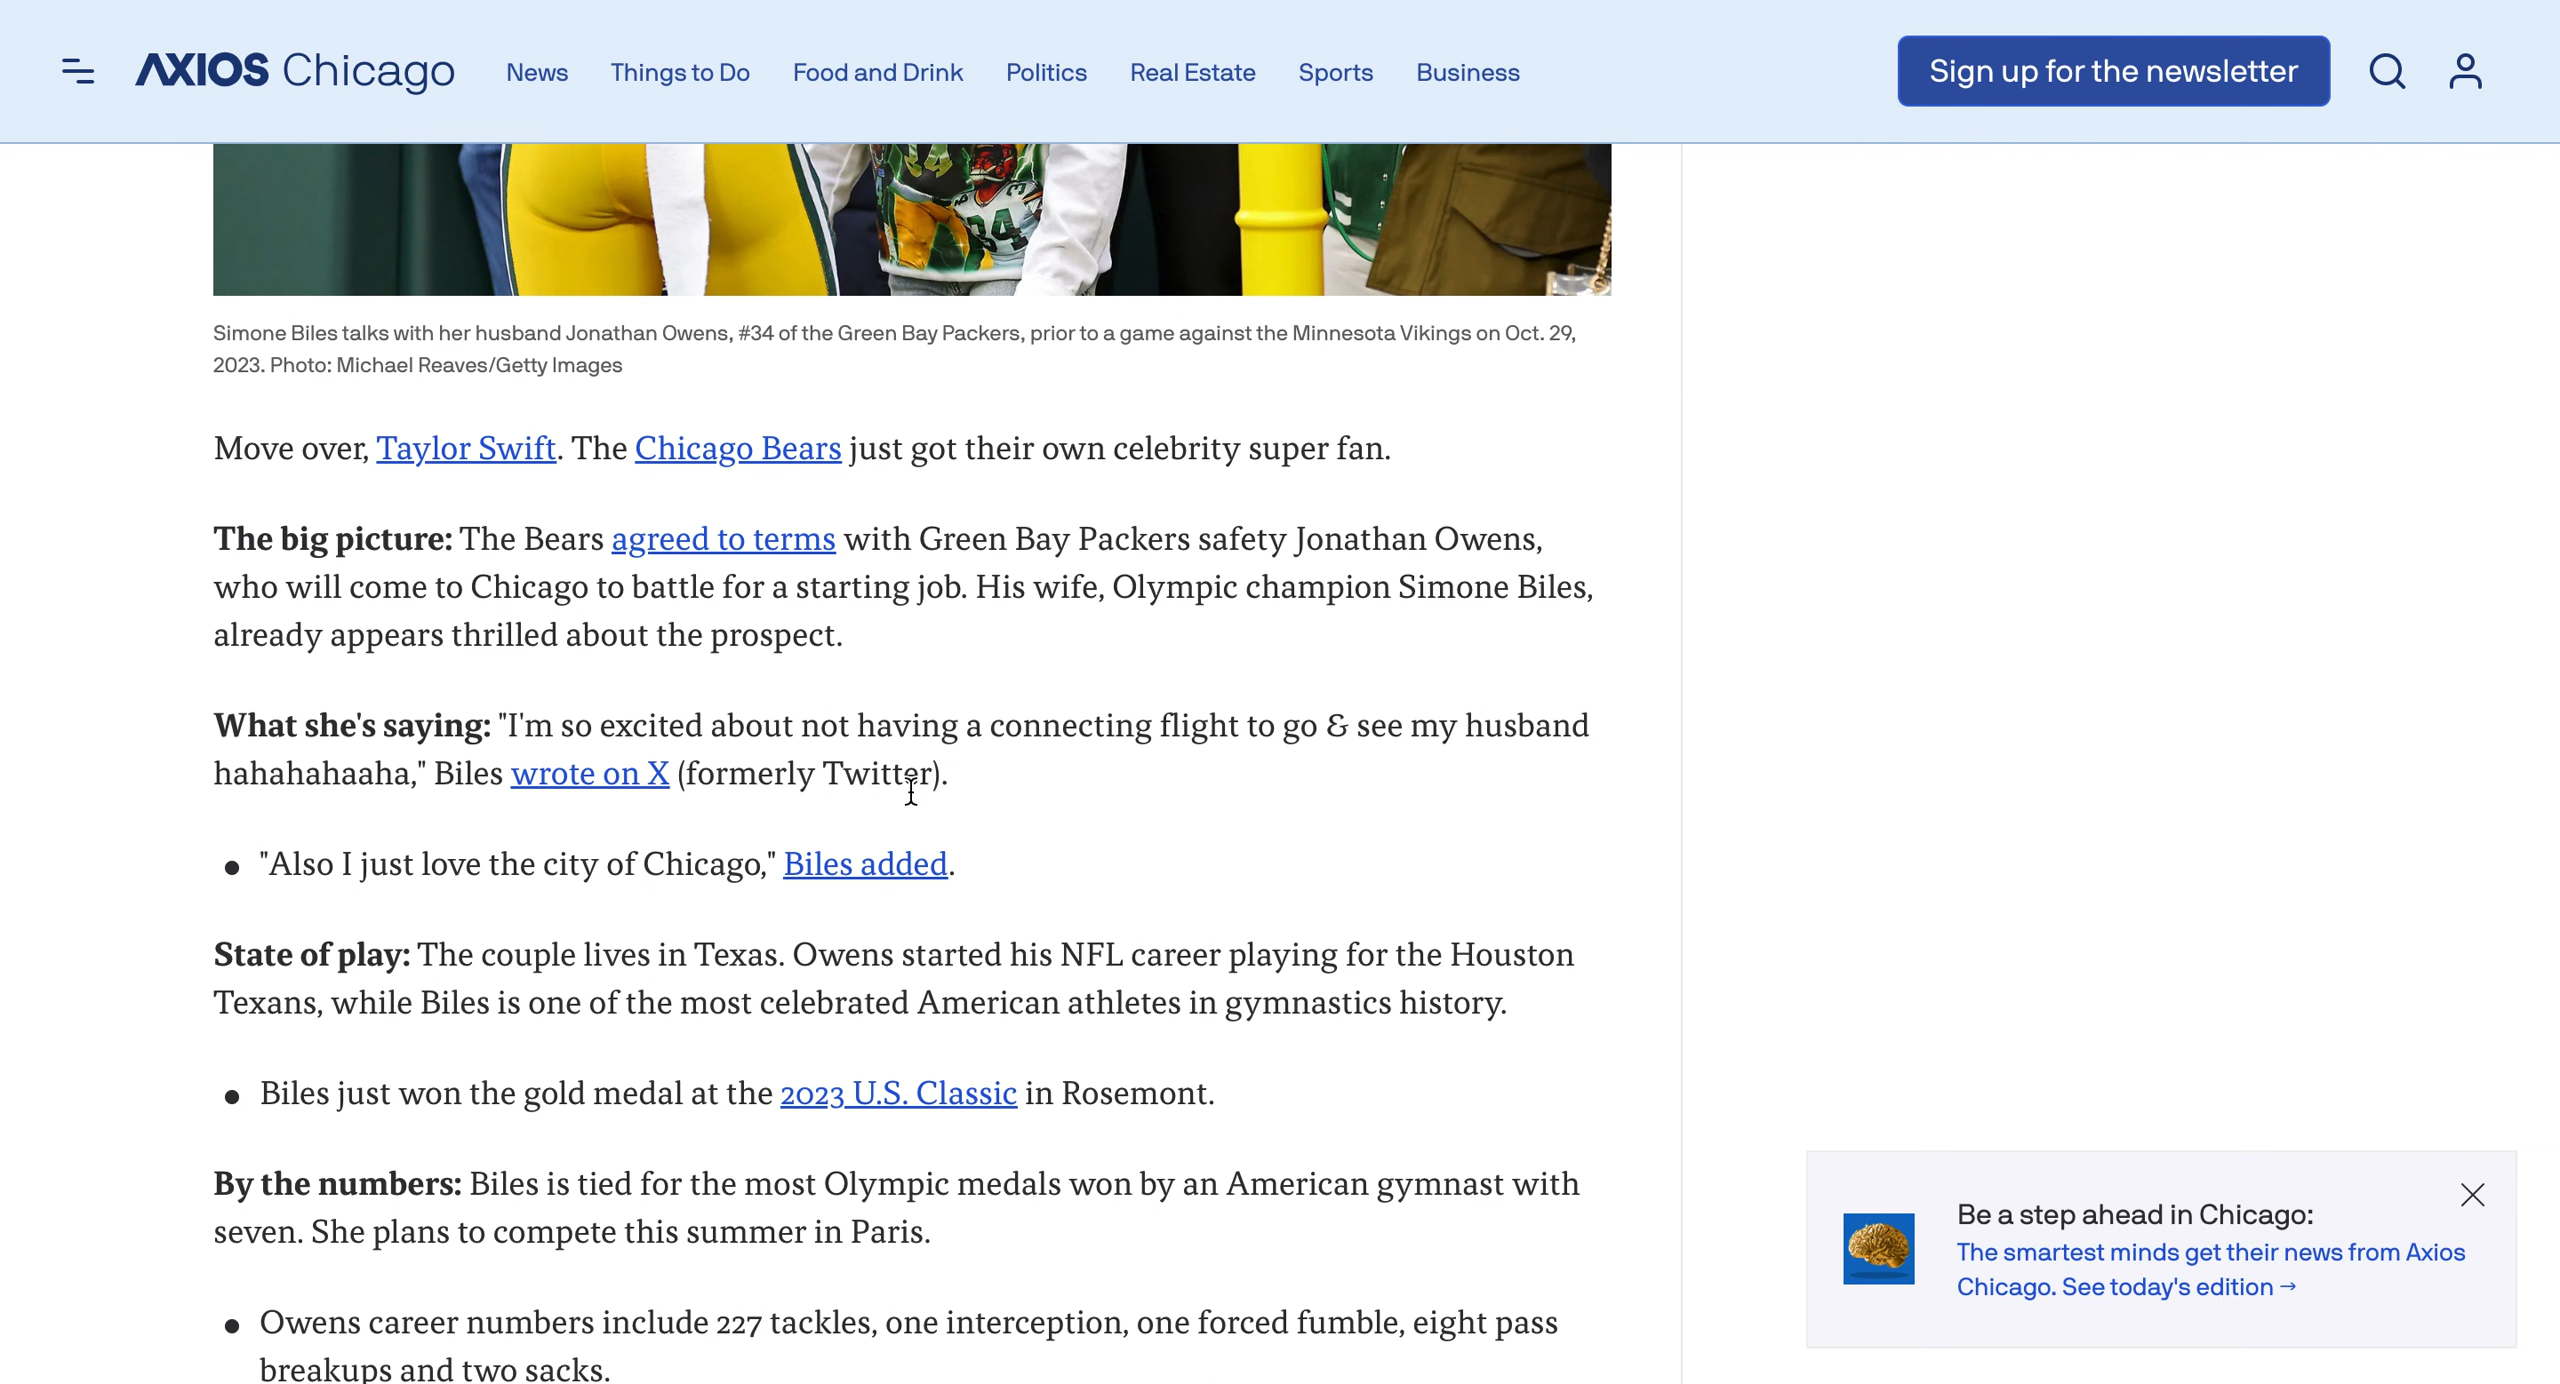 AXIOS Chicago News Things to Do Food and Drink Politics Real Estate Sports Business Sign up for the newsletter
34
34
Simone Biles talks with her husband Jonathan Owens, #34 of the Green Bay Packers, prior to a game against the Minnesota Vikings on Oct. 29,
2023. Photo: Michael Reaves/Getty Images
Move over, Taylor Swift. The Chicago Bears just got their own celebrity super fan.
The big picture: The Bears agreed to terms with Green Bay Packers safety Jonathan Owens,
who will come to Chicago to battle for a starting job. His wife, Olympic champion Simone Biles,
already appears thrilled about the prospect.
What she's saying: "I'm so excited about not having a connecting flight to go & see my husband
hahahahaaha," Biles wrote on X (formerly Twitter).
• "Also I just love the city of Chicago," Biles added.
State of play: The couple lives in Texas. Owens started his NFL career playing for the Houston
Texans, while Biles is one of the most celebrated American athletes in gymnastics history.
• Biles just won the gold medal at the 2023 U.S. Classic in Rosemont.
By the numbers: Biles is tied for the most Olympic medals won by an American gymnast with
seven. She plans to compete this summer in Paris.
• Owens career numbers include 227 tackles, one interception, one forced fumble, eight pass
breakups and two sacks.
Be a step ahead in Chicago:
The smartest minds get their news from Axios
Chicago. See today's edition →